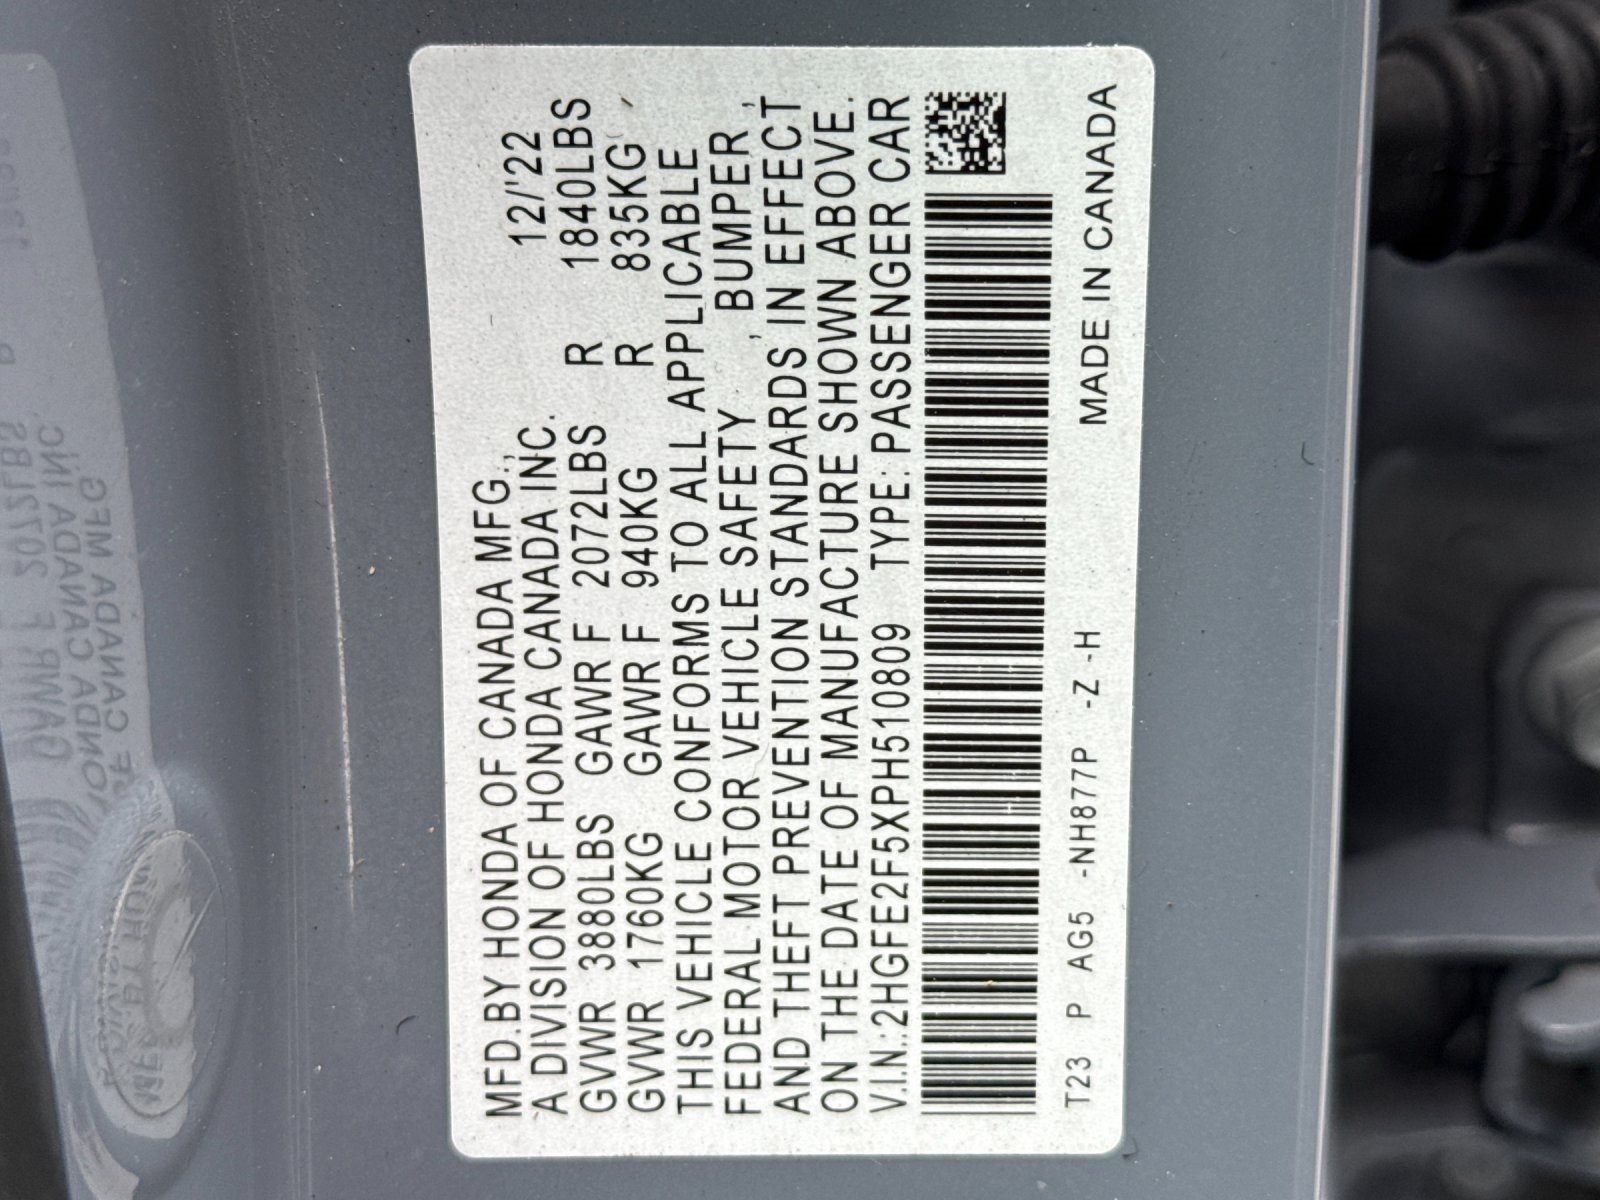 MFD.BY HONDA OF CANADA MFG.,
A DIVISION OF HONDA CANADA INC. 12/'22
GVWR 3880LBS GAWR F 2072LBS R 1840LBS
GVWR 1760KG GAWR F 940KG R 835KG
THIS VEHICLE CONFORMS TO ALL APPLICABLE
FEDERAL MOTOR VEHICLE SAFETY , BUMPER ,
AND THEFT PREVENTION STANDARDS IN EFFECT
ON THE DATE OF MANUFACTURE SHOWN ABOVE.
V.I.N.:2HGFE2F5XPH510809 TYPE: PASSENGER CAR
T23 P AG5 -NH877P -Z -H MADE IN CANADA